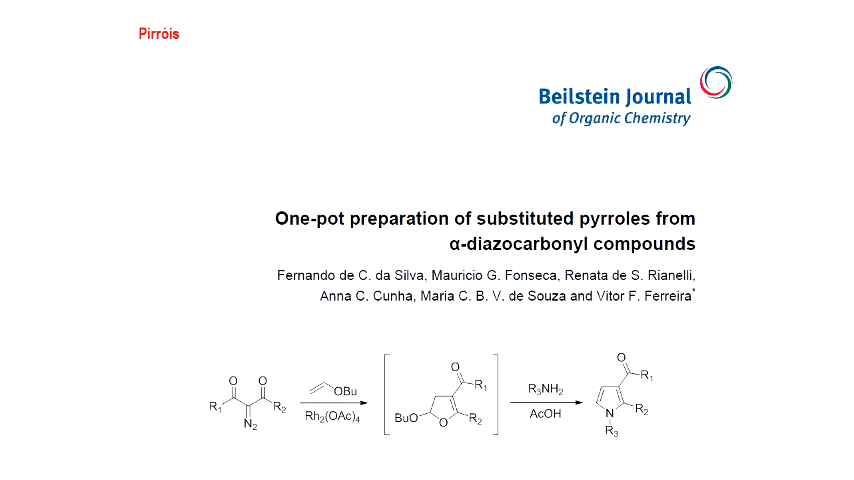 Pirróis
Beilstein Journal
of Organic Chemistry
One-pot preparation of substituted pyrroles from
α-diazocarbonyl compounds
Fernando de C. da Silva, Mauricio G. Fonseca, Renata de S. Rianelli,
Anna C. Cunha, Maria C. B. V. de Souza and Vitor F. Ferreira*
O O R₁ R₂ N₂
OBu
Rh₂(OAc)₄
O R₁ BuO O R₂
R₃NH₂
AcOH
O R₁ N R₂ R₃